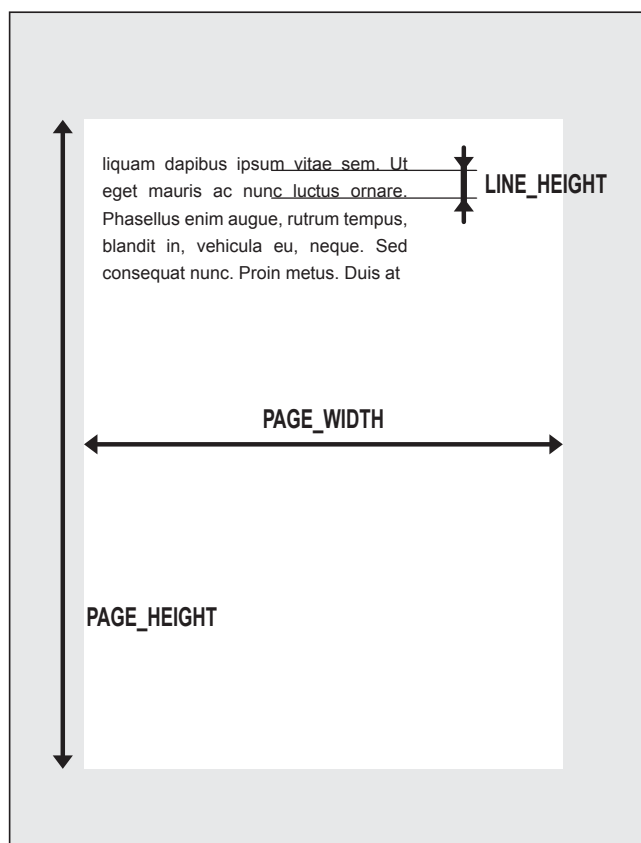 liquam dapibus ipsum vitae sem. Ut
eget mauris ac nunc luctus ornare.
Phasellus enim augue, rutrum tempus,
blandit in, vehicula eu, neque. Sed
consequat nunc. Proin metus. Duis at
LINE_HEIGHT
PAGE_WIDTH
PAGE_HEIGHT